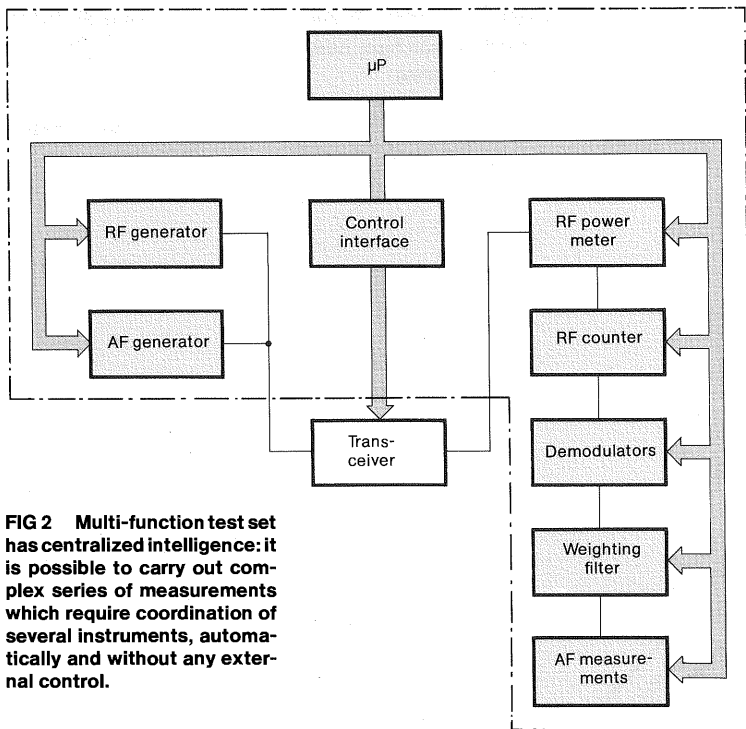 µP
RF generator
Control
interface
RF power
meter
AF generator
RF counter
Trans-
ceiver
Demodulators
FIG 2 Multi-function test set
has centralized intelligence: it
is possible to carry out com-
plex series of measurements
which require coordination of
several instruments, automa-
tically and without any exter-
nal control.
Weighting
filter
AF measure-
ments